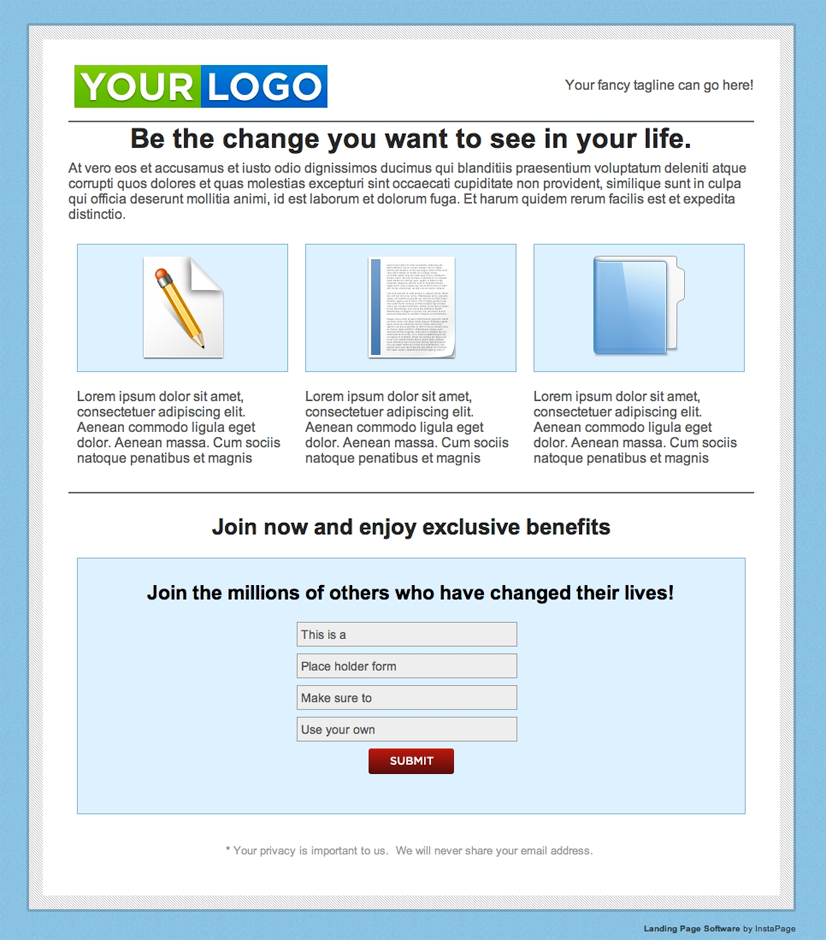 YOUR LOGO
Your fancy tagline can go here!
Be the change you want to see in your life.
At vero eos et accusamus et iusto odio dignissimos ducimus qui blanditiis praesentium voluptatum deleniti atque
corrupti quos dolores et quas molestias excepturi sint occaecati cupiditate non provident, similique sunt in culpa
qui officia deserunt mollitia animi, id est laborum et dolorum fuga. Et harum quidem rerum facilis est et expedita
distinctio.
Lorem ipsum dolor sit amet,
consectetuer adipiscing elit.
Aenean commodo ligula eget
dolor. Aenean massa. Cum sociis
natoque penatibus et magnis
Lorem ipsum dolor sit amet,
consectetuer adipiscing elit.
Aenean commodo ligula eget
dolor. Aenean massa. Cum sociis
natoque penatibus et magnis
Lorem ipsum dolor sit amet,
consectetuer adipiscing elit.
Aenean commodo ligula eget
dolor. Aenean massa. Cum sociis
natoque penatibus et magnis
Join now and enjoy exclusive benefits
Join the millions of others who have changed their lives!
This is a
Place holder form
Make sure to
Use your own
SUBMIT
* Your privacy is important to us. We will never share your email address.
Landing Page Software by InstaPage